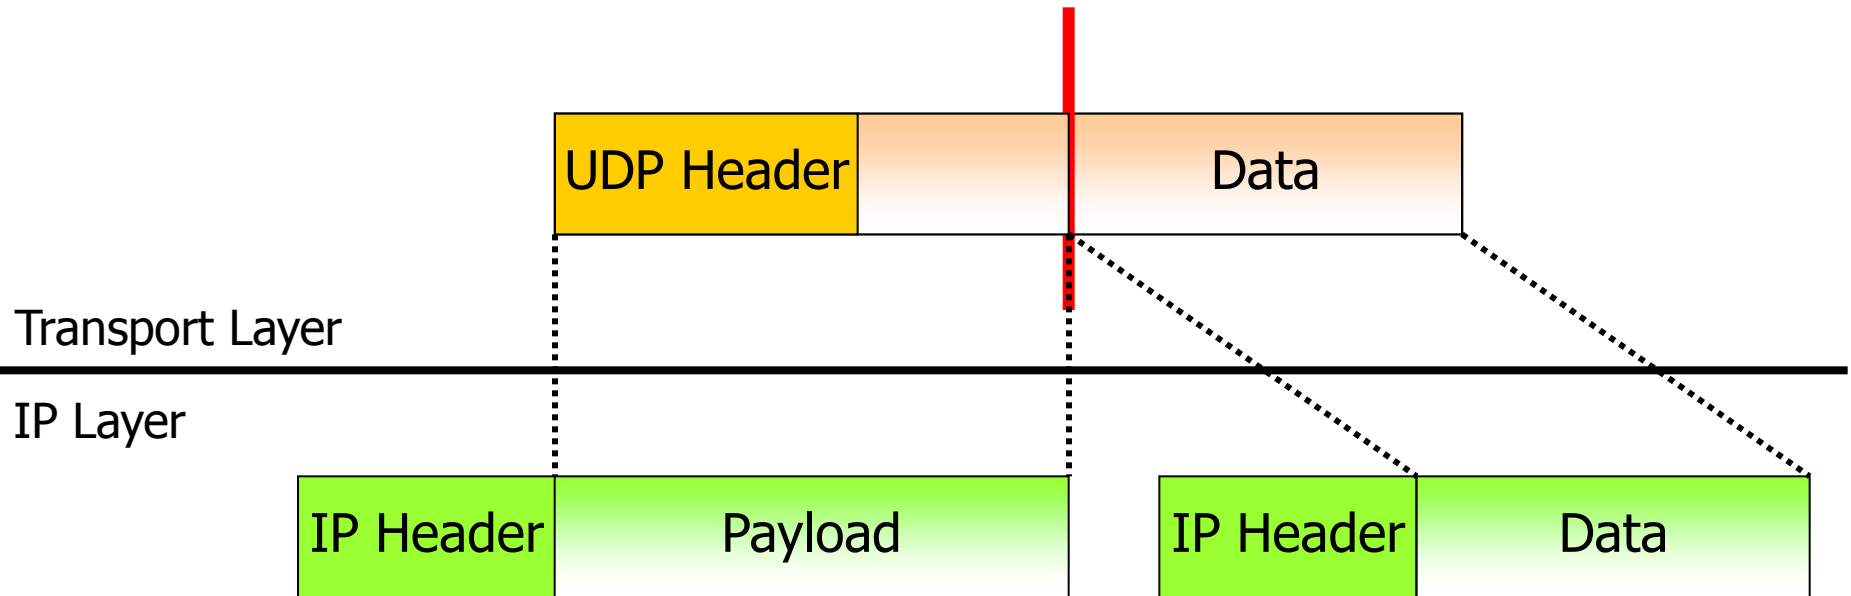 UDP Header
Data
Transport Layer
IP Layer
IP Header
Payload
IP Header
Data